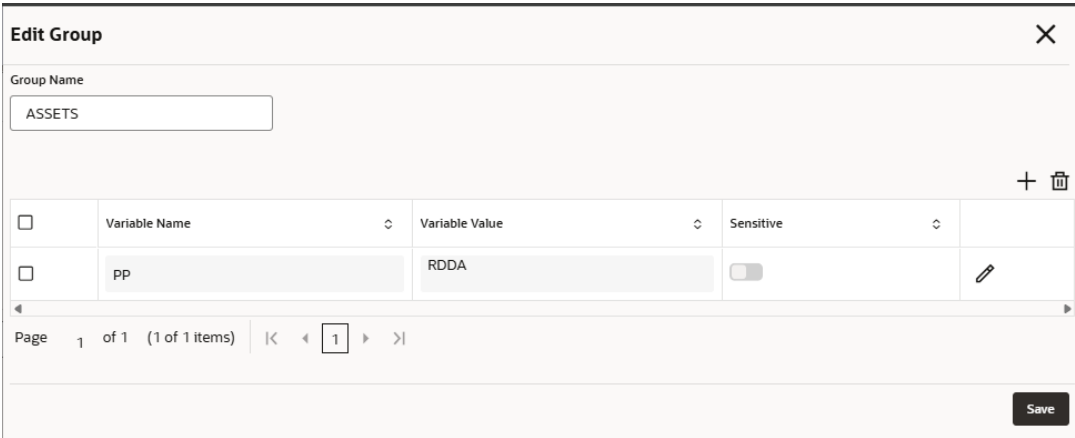 Edit Group
Group Name
ASSETS
Variable Name Variable Value Sensitive
PP RDDA
Page 1 of 1 (1 of 1 items) 1
Save